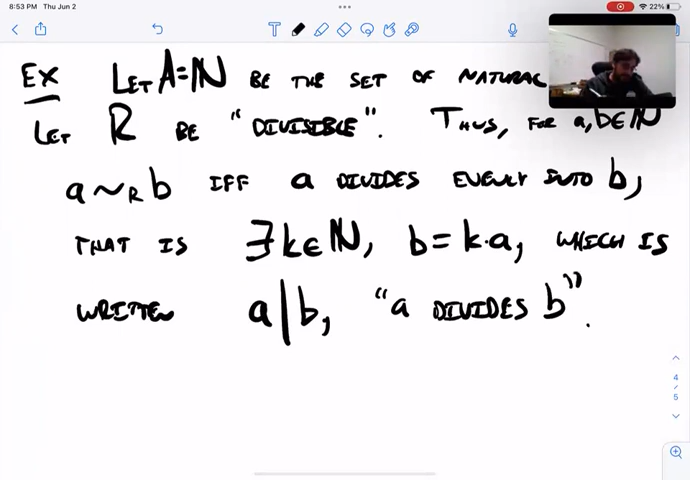 8:53 PM Thu Jun 2
22%
Ex Let A=ℕ be the set of natural
Let R be "divisible". Thus, for a,b∈ℕ
a ~R b iff a divides evenly into b,
that is ∃k∈ℕ, b=k·a, which is
written a|b, "a divides b".
4
/
5